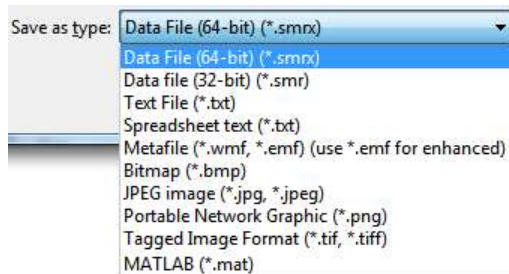 Save as type: Data File (64-bit) (*.smrx)
Data File (64-bit) (*.smrx)
Data file (32-bit) (*.smr)
Text File (*.txt)
Spreadsheet text (*.txt)
Metafile (*.wmf, *.emf) (use *.emf for enhanced)
Bitmap (*.bmp)
JPEG image (*.jpg, *.jpeg)
Portable Network Graphic (*.png)
Tagged Image Format (*.tif, *.tiff)
MATLAB (*.mat)